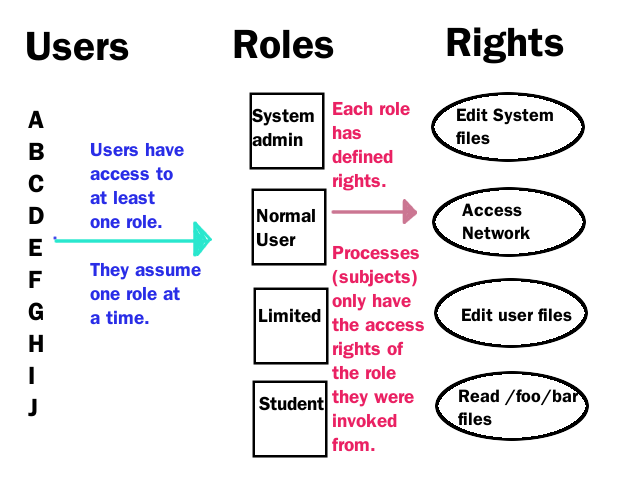 Users
Roles
Rights
A
B
C
D
E
F
G
H
I
J
Users have
access to
at least
one role.
They assume
one role at
a time.
System
admin
Normal
User
Limited
Student
Each role
has
defined
rights.
Processes
(subjects)
only have
the access
rights of
the role
they were
invoked
from.
Edit System
files
Access
Network
Edit user files
Read /foo/bar
files